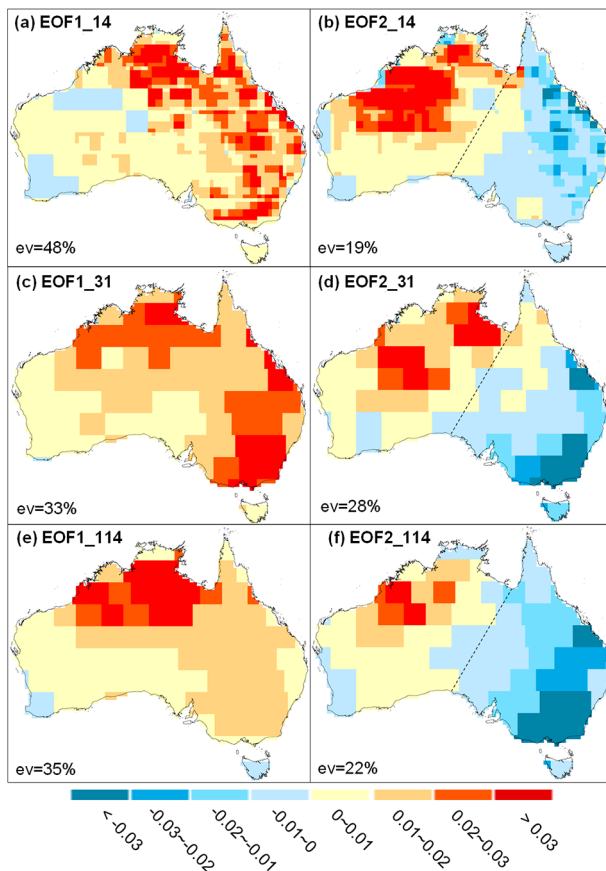 (a) EOF1_14
(b) EOF2_14
ev=48%
ev=19%
(c) EOF1_31
(d) EOF2_31
ev=33%
ev=28%
(e) EOF1_114
(f) EOF2_114
ev=35%
ev=22%
< -0.03
-0.03~-0.02
-0.02~-0.01
-0.01~0
0~0.01
0.01~0.02
0.02~0.03
> 0.03